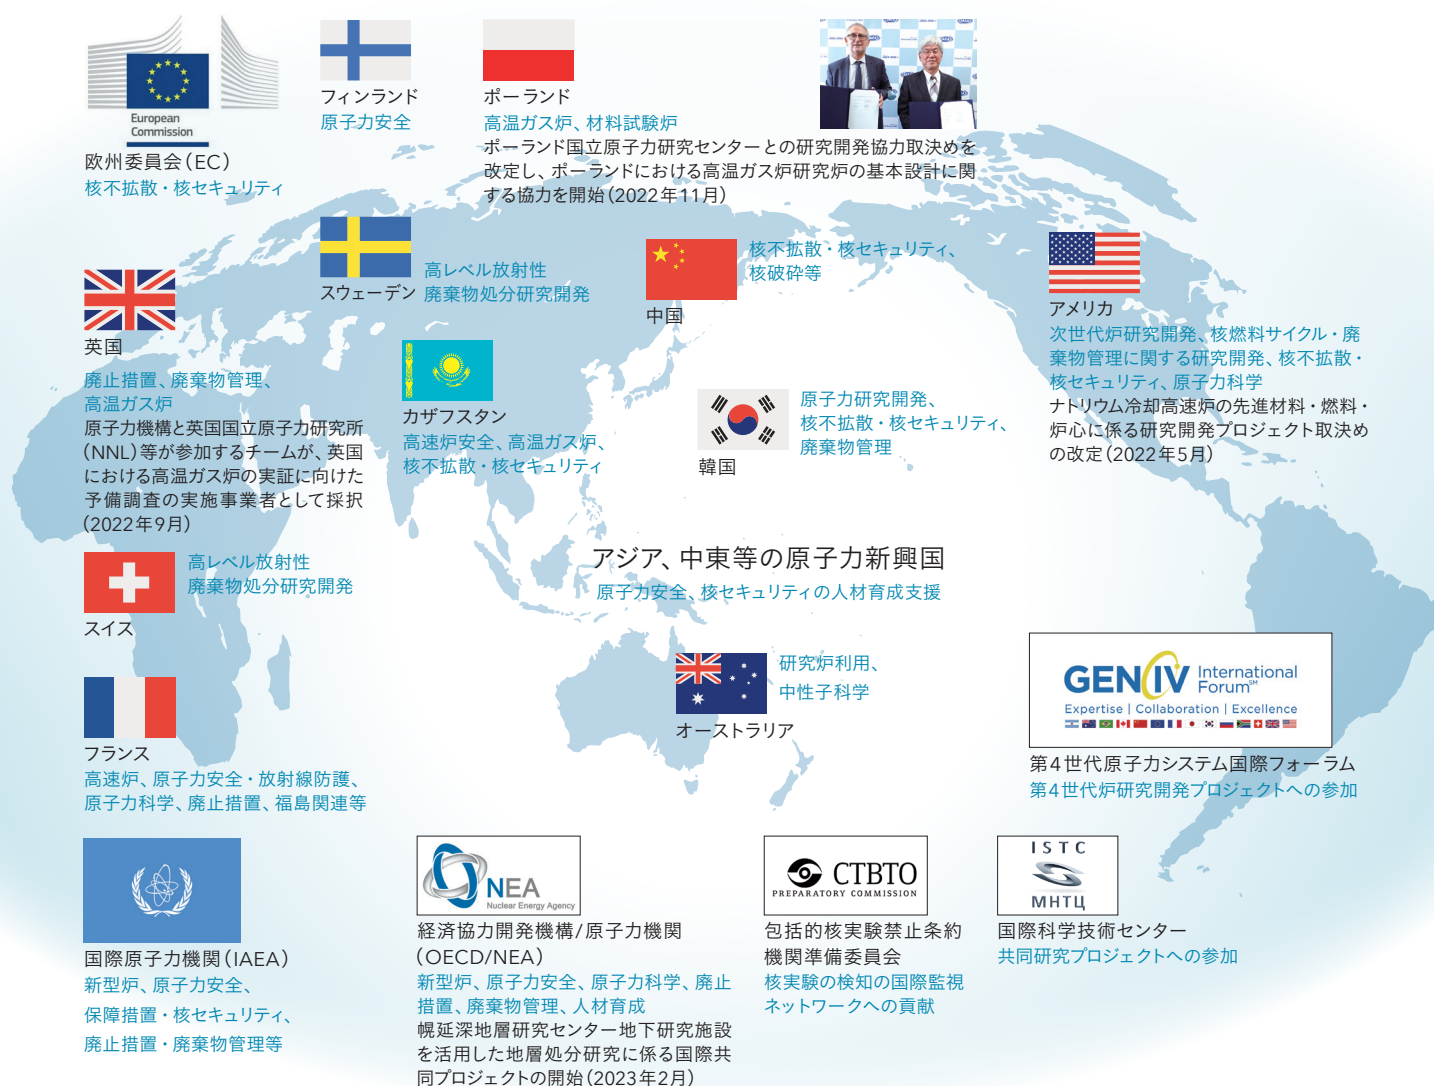 European
Commission
欧州委員会（EC）
核不拡散・核セキュリティ
フィンランド
原子力安全
ポーランド
高温ガス炉、材料試験炉
ポーランド国立原子力研究センターとの研究開発協力取決めを
改定し、ポーランドにおける高温ガス炉研究炉の基本設計に関
する協力を開始（2022年11月）
スウェーデン
高レベル放射性
廃棄物処分研究開発
中国
核不拡散・核セキュリティ、
核破砕等
アメリカ
次世代炉研究開発、核燃料サイクル・廃
棄物管理に関する研究開発、核不拡散・
核セキュリティ、原子力科学
ナトリウム冷却高速炉の先進材料・燃料・
炉心に係る研究開発プロジェクト取決め
の改定（2022年5月）
英国
廃止措置、廃棄物管理、
高温ガス炉
原子力機構と英国国立原子力研究所
（NNL）等が参加するチームが、英国
における高温ガス炉の実証に向けた
予備調査の実施事業者として採択
（2022年9月）
カザフスタン
高速炉安全、高温ガス炉、
核不拡散・核セキュリティ
韓国
原子力研究開発、
核不拡散・核セキュリティ、
廃棄物管理
スイス
高レベル放射性
廃棄物処分研究開発
アジア、中東等の原子力新興国
原子力安全、核セキュリティの人材育成支援
オーストラリア
研究炉利用、
中性子科学
フランス
高速炉、原子力安全・放射線防護、
原子力科学、廃止措置、福島関連等
GEN IV International
Forum℠
Expertise | Collaboration | Excellence
第4世代原子力システム国際フォーラム
第4世代炉研究開発プロジェクトへの参加
国際原子力機関（IAEA）
新型炉、原子力安全、
保障措置・核セキュリティ、
廃止措置・廃棄物管理等
NEA
Nuclear Energy Agency
経済協力開発機構/原子力機関
（OECD/NEA）
新型炉、原子力安全、原子力科学、廃止
措置、廃棄物管理、人材育成
幌延深地層研究センター地下研究施設
を活用した地層処分研究に係る国際共
同プロジェクトの開始（2023年2月）
CTBTO
PREPARATORY COMMISSION
包括的核実験禁止条約
機関準備委員会
核実験の検知の国際監視
ネットワークへの貢献
ISTC
МНТЦ
国際科学技術センター
共同研究プロジェクトへの参加